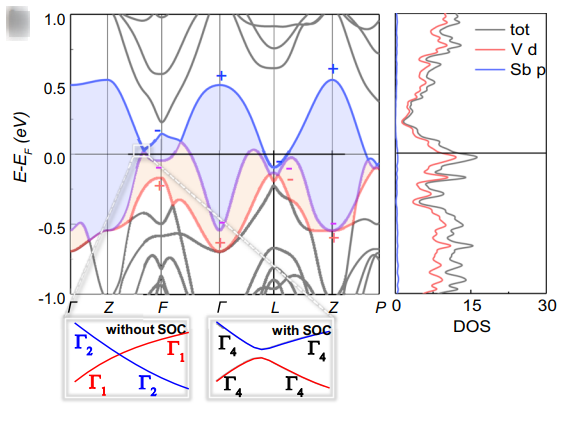 1.0
0.5
0.0
-0.5
-1.0
E-E_F (eV)
+ + - - - - - - + + - +
Γ Z F Γ L Z P
tot
V d
Sb p
0 15 30
DOS
without SOC
Γ2 Γ1
Γ1 Γ2
with SOC
Γ4 Γ4
Γ4 Γ4